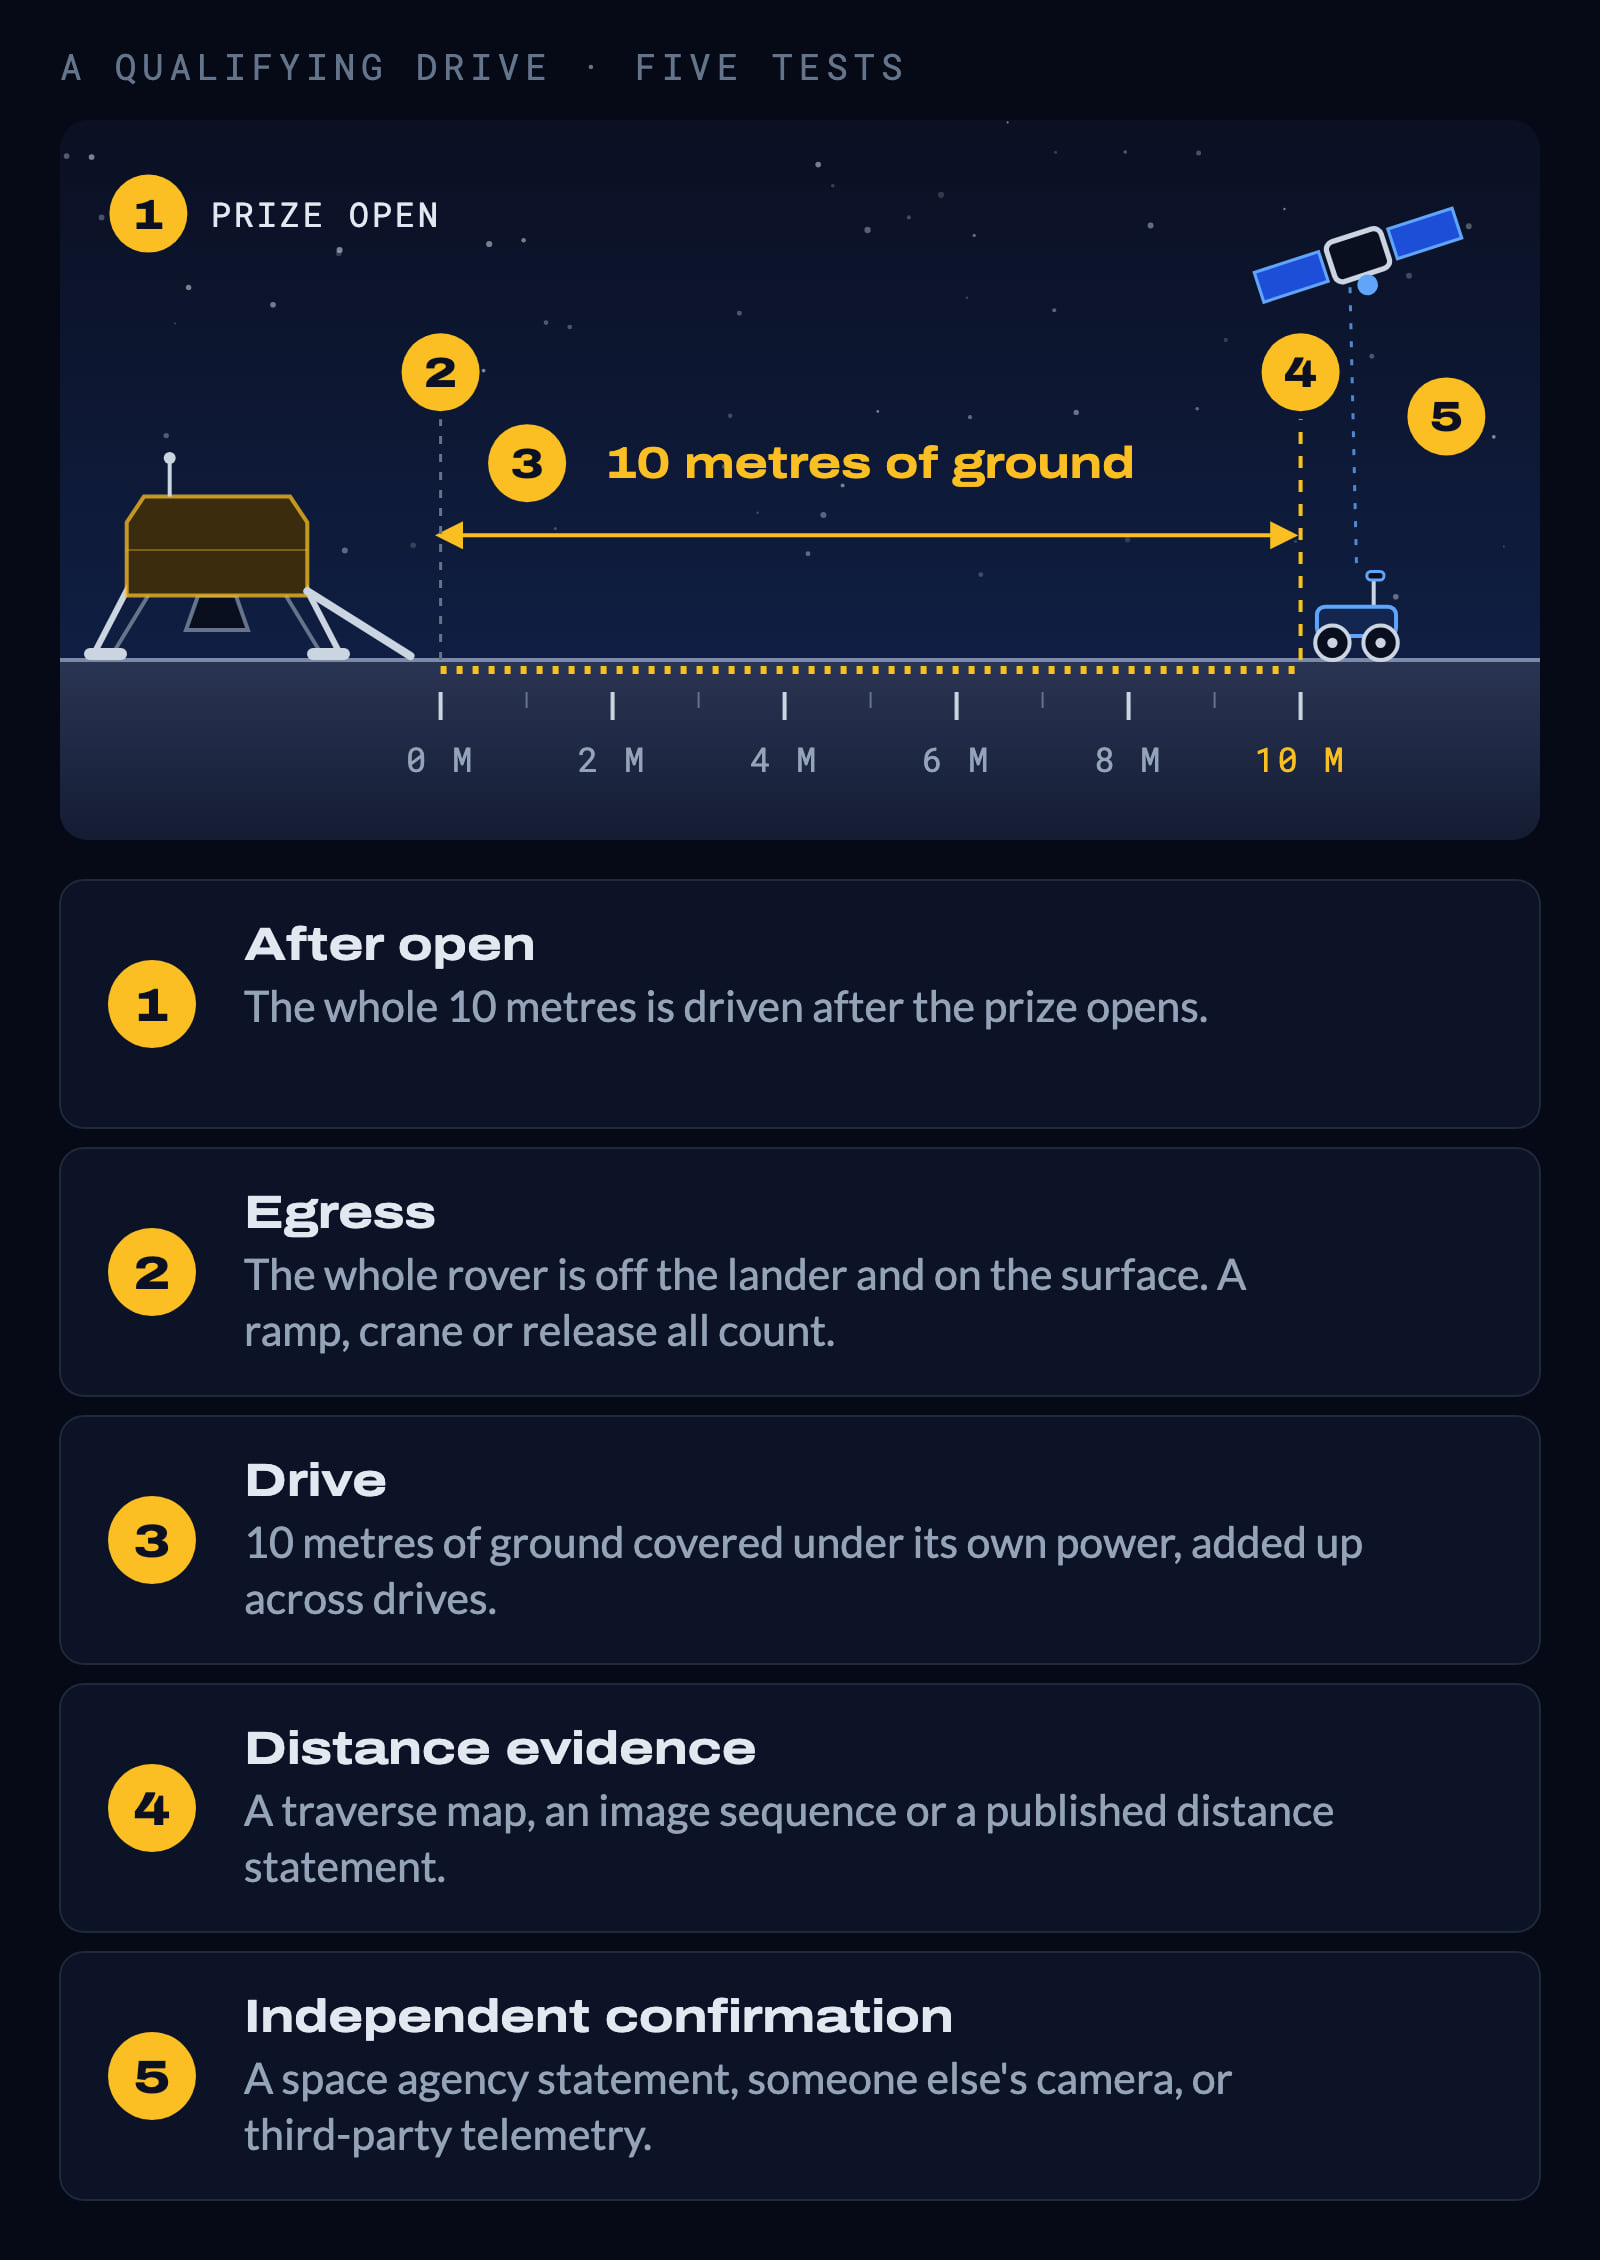 A QUALIFYING DRIVE · FIVE TESTS
1 PRIZE OPEN
2
4
5
3 10 metres of ground
0 M 2 M 4 M 6 M 8 M 10 M
1
After open
The whole 10 metres is driven after the prize opens.
2
Egress
The whole rover is off the lander and on the surface. A
ramp, crane or release all count.
3
Drive
10 metres of ground covered under its own power, added up
across drives.
4
Distance evidence
A traverse map, an image sequence or a published distance
statement.
5
Independent confirmation
A space agency statement, someone else's camera, or
third-party telemetry.